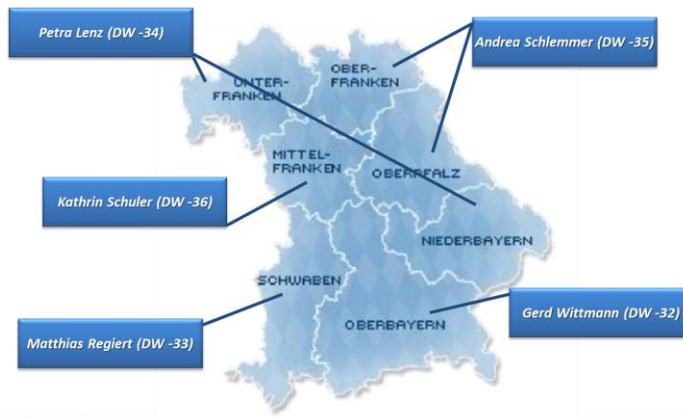 Petra Lenz (DW -34)
Andrea Schlemmer (DW -35)
OBER-
FRANKEN
UNTER-
FRANKEN
MITTEL-
FRANKEN
OBERPFALZ
Kathrin Schuler (DW -36)
NIEDERBAYERN
SCHWABEN
Gerd Wittmann (DW -32)
OBERBAYERN
Matthias Regiert (DW -33)